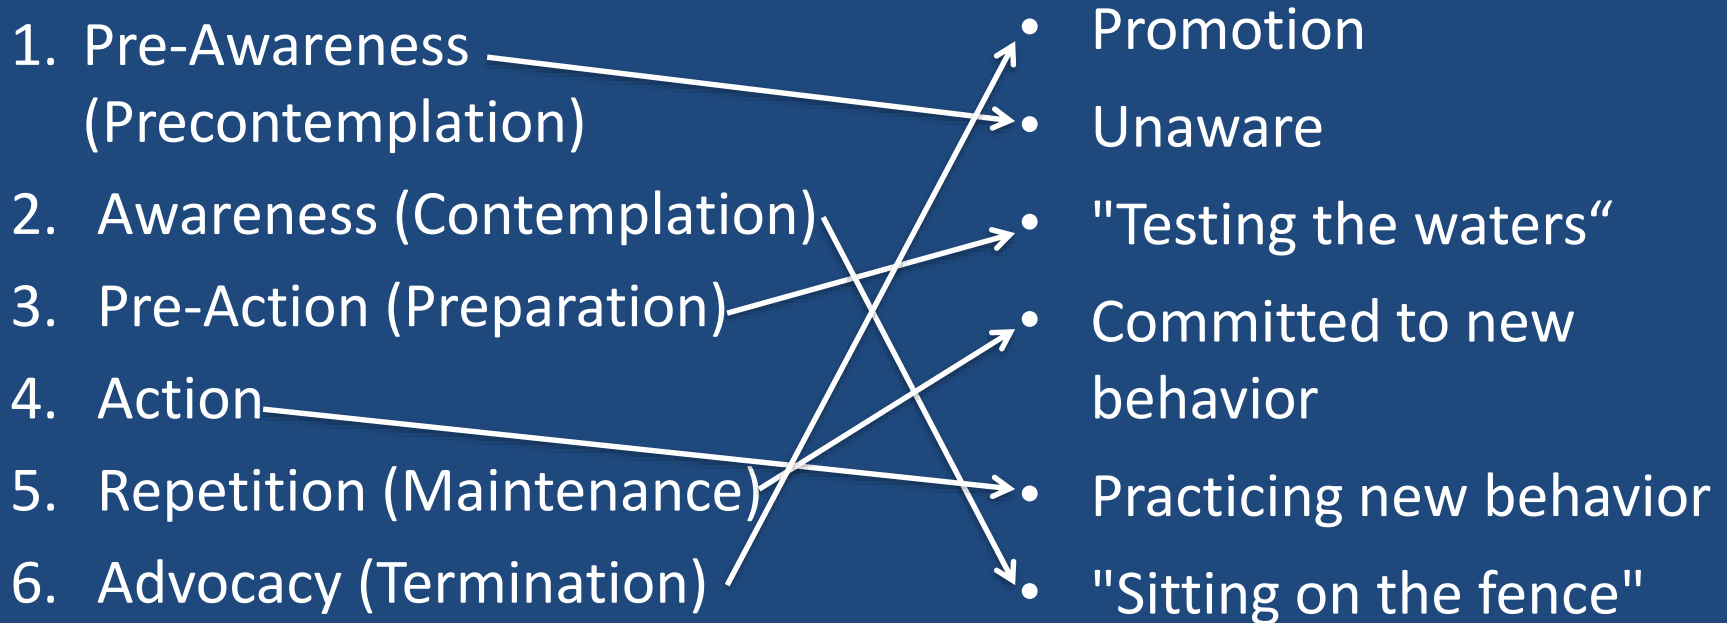 1. Pre-Awareness
(Precontemplation)
2. Awareness (Contemplation)
3. Pre-Action (Preparation)
4. Action
5. Repetition (Maintenance)
6. Advocacy (Termination)
• Promotion
• Unaware
• "Testing the waters“
• Committed to new
behavior
• Practicing new behavior
• "Sitting on the fence"